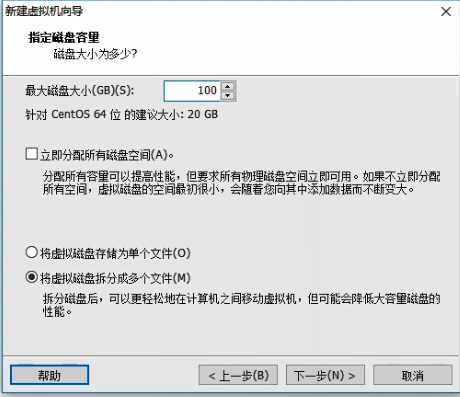 新建虚拟机向导
指定磁盘容量
磁盘大小为多少?
最大磁盘大小(GB)(S): 100
针对 CentOS 64 位 的建议大小: 20 GB
立即分配所有磁盘空间(A)。
分配所有容量可以提高性能，但要求所有物理磁盘空间立即可用。如果不立即分配
所有空间，虚拟磁盘的空间最初很小，会随着您向其中添加数据而不断变大。
将虚拟磁盘存储为单个文件(O)
将虚拟磁盘拆分成多个文件(M)
拆分磁盘后，可以更轻松地在计算机之间移动虚拟机，但可能会降低大容量磁盘的
性能。
帮助 < 上一步(B) 下一步(N) > 取消